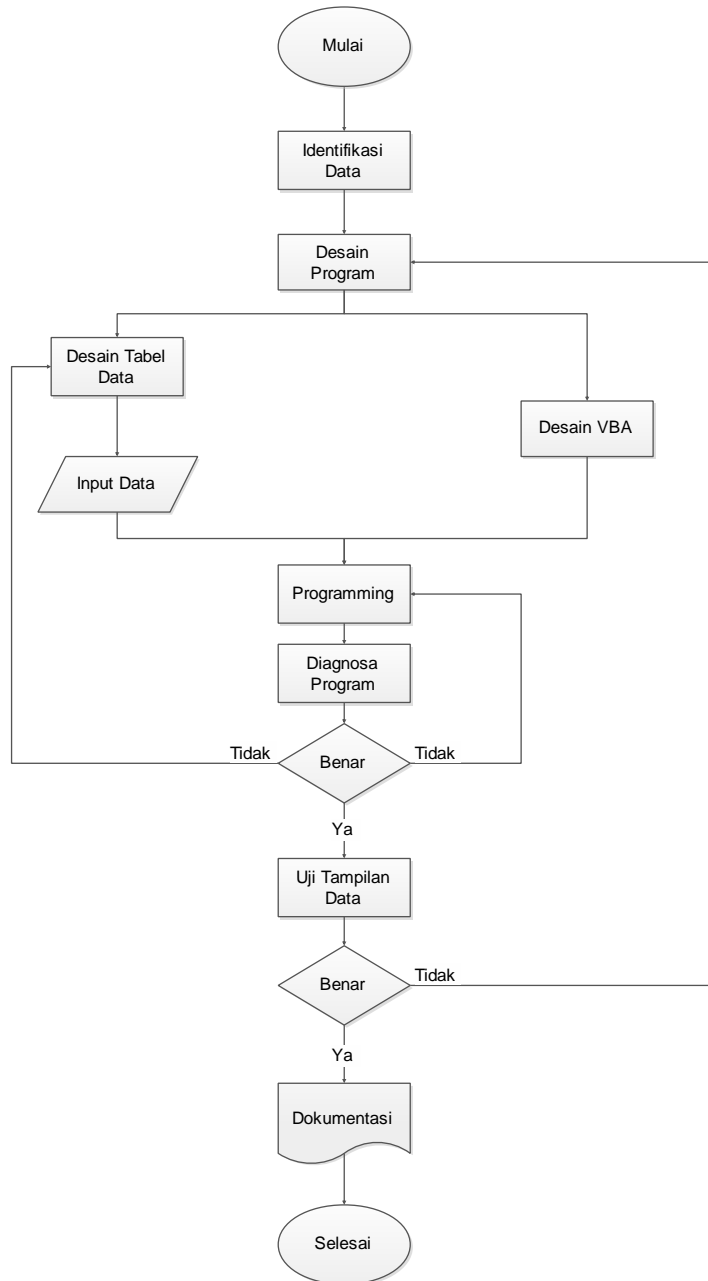 Mulai
Identifikasi
Data
Desain
Program
Desain Tabel
Data
Desain VBA
Input Data
Programming
Diagnosa
Program
Tidak
Benar
Tidak
Ya
Uji Tampilan
Data
Benar
Tidak
Ya
Dokumentasi
Selesai